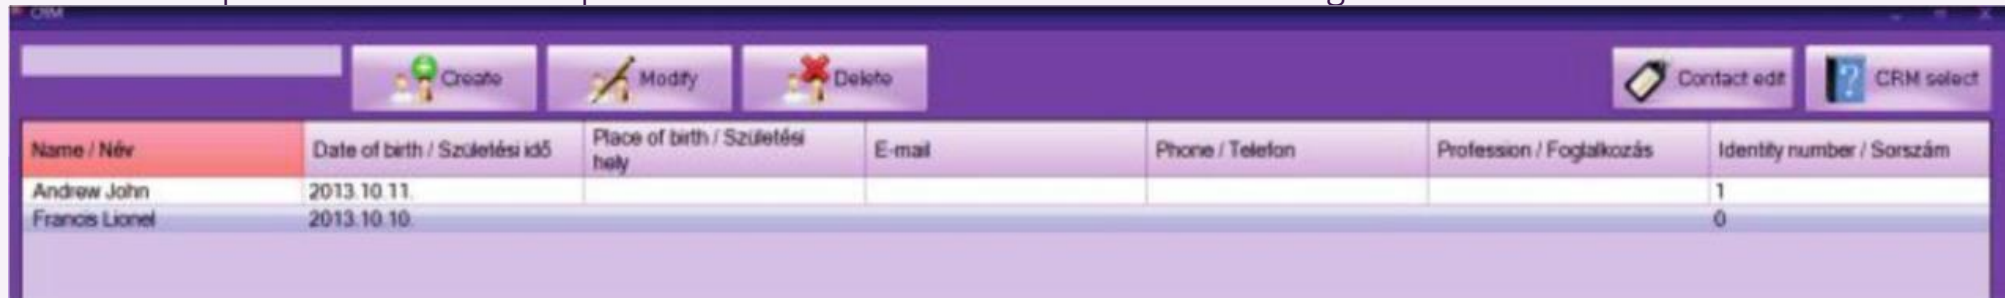 CRM
Create
Modify
Delete
Contact edit
CRM select
Name / Név
Date of birth / Születési idő
Place of birth / Születési
hely
E-mail
Phone / Telefon
Profession / Foglalkozás
Identity number / Sorszám
Andrew John
2013.10.11.
1
Francis Lionel
2013.10.10.
0